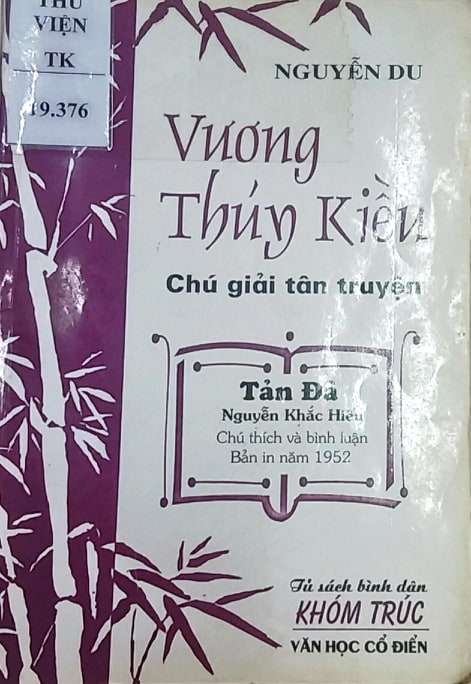 THƯ
VIỆN
TK
19.376
NGUYỄN DU
Vương
Thúy Kiều
Chú giải tân truyện
Tản Đà
Nguyễn Khắc Hiếu
Chú thích và bình luận
Bản in năm 1952
Tủ sách bình dân
KHÓM TRÚC
VĂN HỌC CỔ ĐIỂN